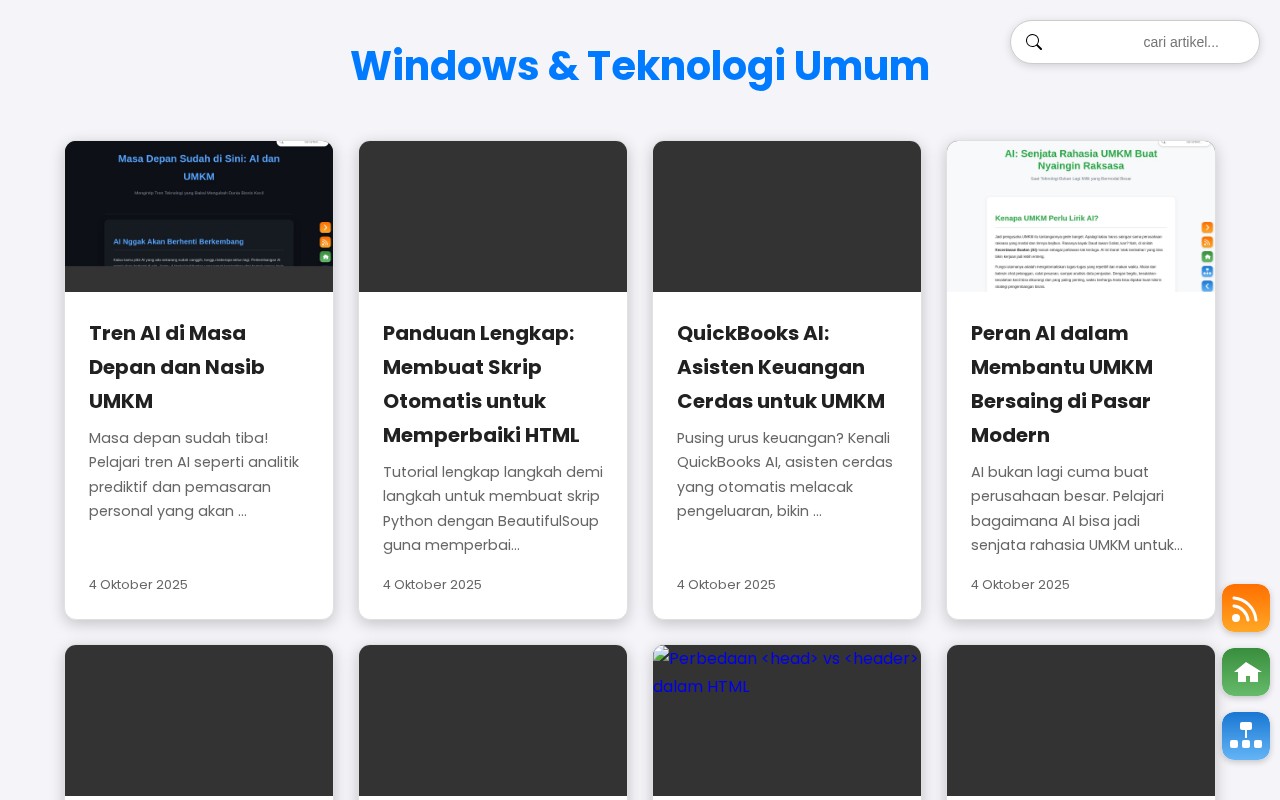 Windows & Teknologi Umum
cari artikel...
Masa Depan Sudah di Sini: AI dan
UMKM
AI Nggak Akan Berhenti Berkembang
AI: Senjata Rahasia UMKM Buat
Nyaingin Raksasa
Kenapa UMKM Perlu Lirik AI?
Tren AI di Masa
Depan dan Nasib
UMKM
Masa depan sudah tiba!
Pelajari tren AI seperti analitik
prediktif dan pemasaran
personal yang akan ...
4 Oktober 2025
Panduan Lengkap:
Membuat Skrip
Otomatis untuk
Memperbaiki HTML
Tutorial lengkap langkah demi
langkah untuk membuat skrip
Python dengan BeautifulSoup
guna memperbai...
4 Oktober 2025
QuickBooks AI:
Asisten Keuangan
Cerdas untuk UMKM
Pusing urus keuangan? Kenali
QuickBooks AI, asisten cerdas
yang otomatis melacak
pengeluaran, bikin ...
4 Oktober 2025
Peran AI dalam
Membantu UMKM
Bersaing di Pasar
Modern
AI bukan lagi cuma buat
perusahaan besar. Pelajari
bagaimana AI bisa jadi
senjata rahasia UMKM untuk...
4 Oktober 2025
Perbedaan <head> vs <header>
dalam HTML